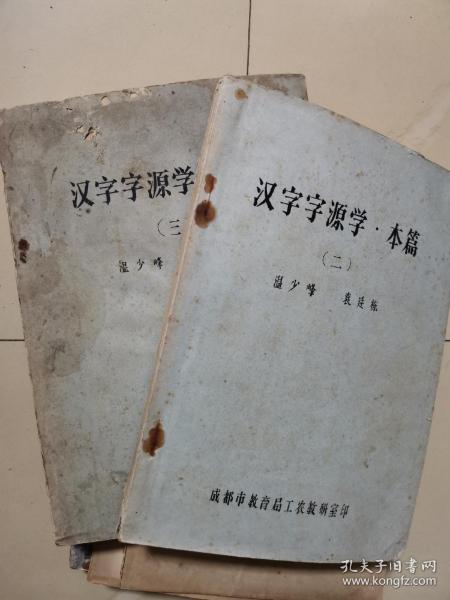 汉字字源学
(三
温少峰
汉字字源学·本篇
(二)
温少峰 袁廷栋
成都市教育局工农教研室印
孔夫子旧书网
www.kongfz.com